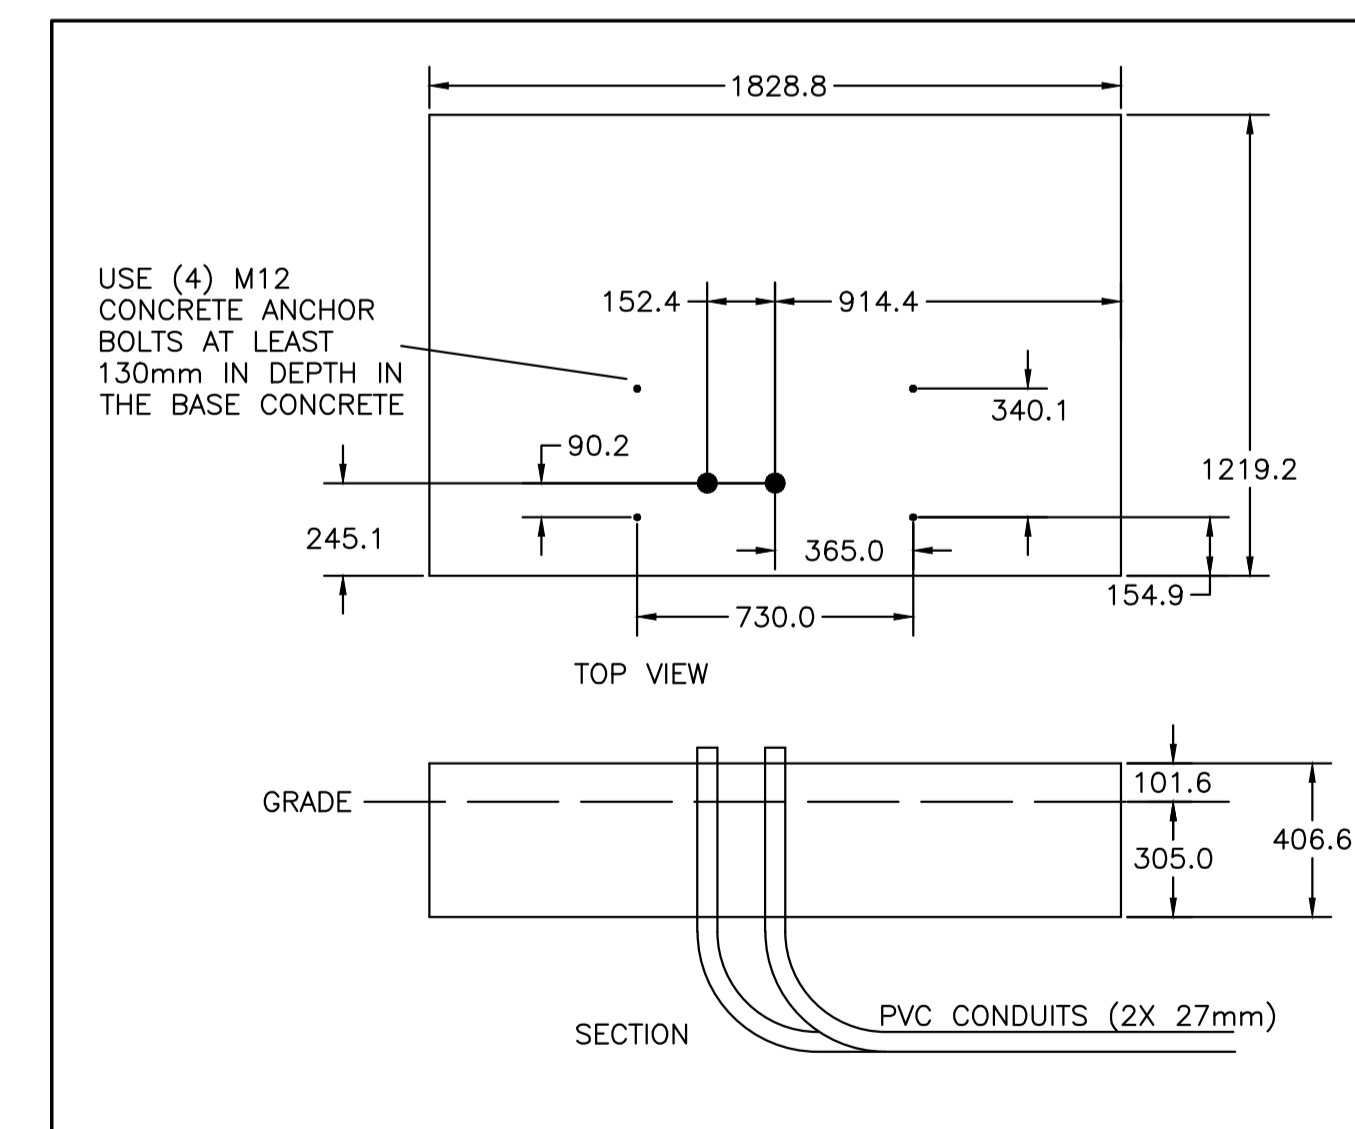 1828.8
USE (4) M12
CONCRETE ANCHOR
BOLTS AT LEAST
130mm IN DEPTH IN
THE BASE CONCRETE
152.4
914.4
340.1
90.2
1219.2
245.1
365.0
154.9
730.0
TOP VIEW
101.6
GRADE
406.6
305.0
PVC CONDUITS (2X 27mm)
SECTION